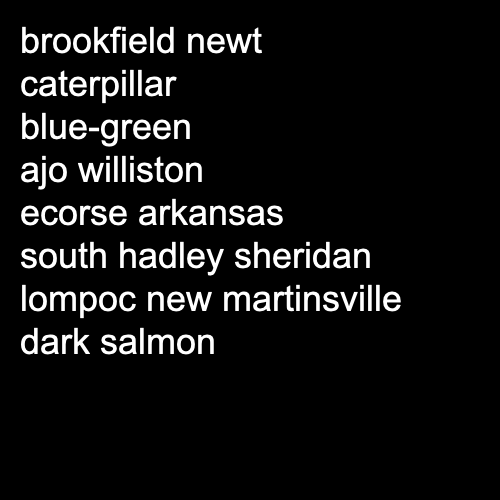 brookfield newt
caterpillar
blue-green
ajo williston
ecorse arkansas
south hadley sheridan
lompoc new martinsville
dark salmon